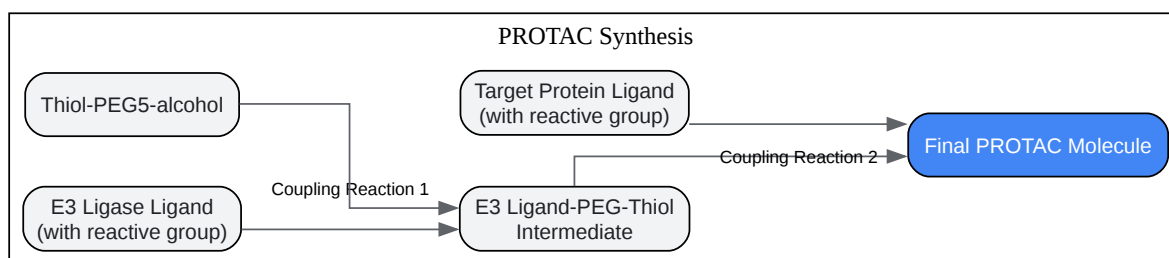 PROTAC Synthesis
Thiol-PEG5-alcohol
Target Protein Ligand
(with reactive group)
Final PROTAC Molecule
Coupling Reaction 2
Coupling Reaction 1
E3 Ligase Ligand
(with reactive group)
E3 Ligand-PEG-Thiol
Intermediate